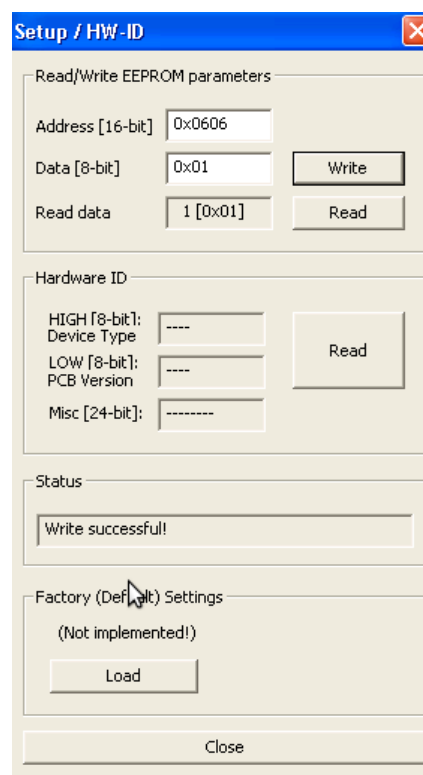 Setup / HW-ID
Read/Write EEPROM parameters
Address [16-bit] 0x0606
Data [8-bit] 0x01 Write
Read data 1 [0x01] Read
Hardware ID
HIGH [8-bit]: ----
Device Type
Read
LOW [8-bit]: ----
PCB Version
Misc [24-bit]: --------
Status
Write successful!
Factory (Default) Settings
(Not implemented!)
Load
Close